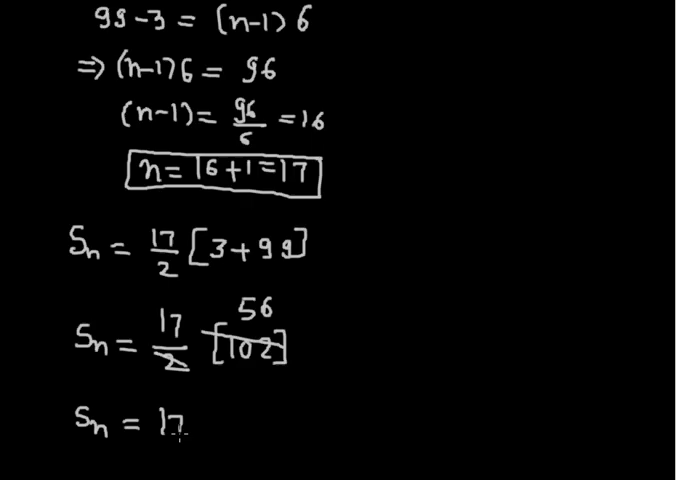 99 - 3 = (n-1) 6
⇒ (n-1) 6 = 96
(n-1) = 96/6 = 16
n = 16 + 1 = 17
Sn = 17/2 [3 + 99]
56
Sn = 17/2 [102]
Sn = 17